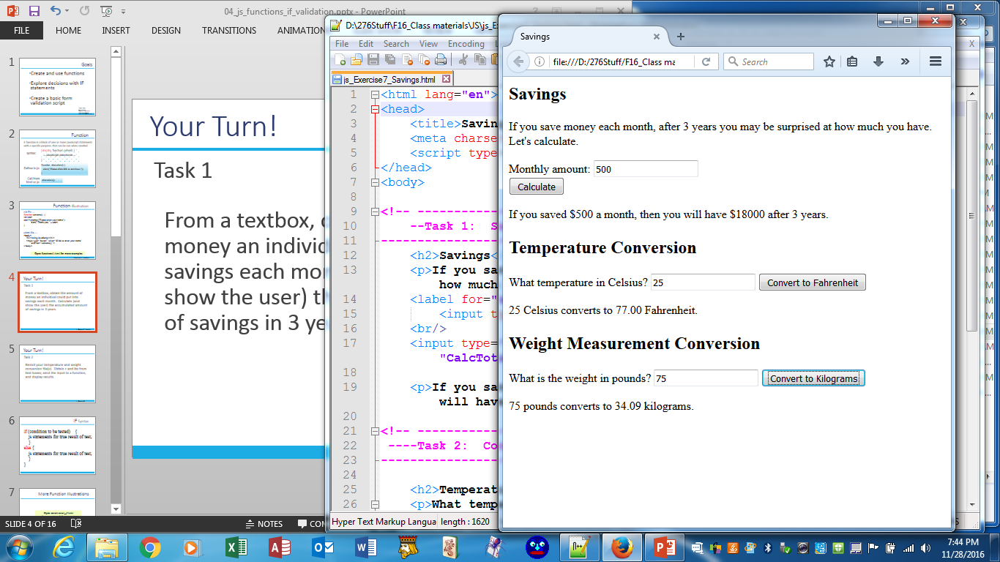 04_js_functions_if_validation.pptx - PowerPoint
FILE HOME INSERT DESIGN TRANSITIONS ANIMATION
1
Goals
•Create and use functions
•Explore decisions with IF
statements
•Create a basic form
validation script
2
Function
3
Function Illustration
4
Your Turn!
Task 1
From a textbox, obtain the amount of
money an individual could put into
savings each month. Calculate (and
show the user) the accumulated amount
of savings in 3 years.
5
Your Turn!
Task 2
6
if Syntax
if (condition to be tested) {
js statements for true result of test;
}
else {
js statements for true result of test;
}
7
More Function Illustrations
Your Turn!
Task 1
From a textbox,
money an individ
savings each mo
show the user) t
of savings in 3 ye
SLIDE 4 OF 16 NOTES COM
D:\276Stuff\F16_Class materials\JS\js_E
File Edit Search View Encoding
X
js_Exercise7_Savings.html
1 <html lang="en">
2 <head>
3 <title>Savin
4 <meta charse
5 <script type
6 </head>
7 <body>
8
9 <!-- -----------
10 --Task 1: S
11 ----------------
12 <h2>Savings<
13 <p>If you sa
how much
14 <label for="
15 <input t
16 <br/>
17 <input type=
"CalcTot
18
19 <p>If you sa
will hav
20
21 <!-- -----------
22 ----Task 2: Co
23 ----------------
24
25 <h2>Temperat
26 <p>What temp
Hyper Text Markup Langua length : 1620
Savings
file:///D:/276Stuff/F16_Class ma
Search
Savings
If you save money each month, after 3 years you may be surprised at how much you have.
Let's calculate.
Monthly amount: 500
Calculate
If you saved $500 a month, then you will have $18000 after 3 years.
Temperature Conversion
What temperature in Celsius? 25 Convert to Fahrenheit
25 Celsius converts to 77.00 Fahrenheit.
Weight Measurement Conversion
What is the weight in pounds? 75 Convert to Kilograms
75 pounds converts to 34.09 kilograms.
7:44 PM
11/28/2016